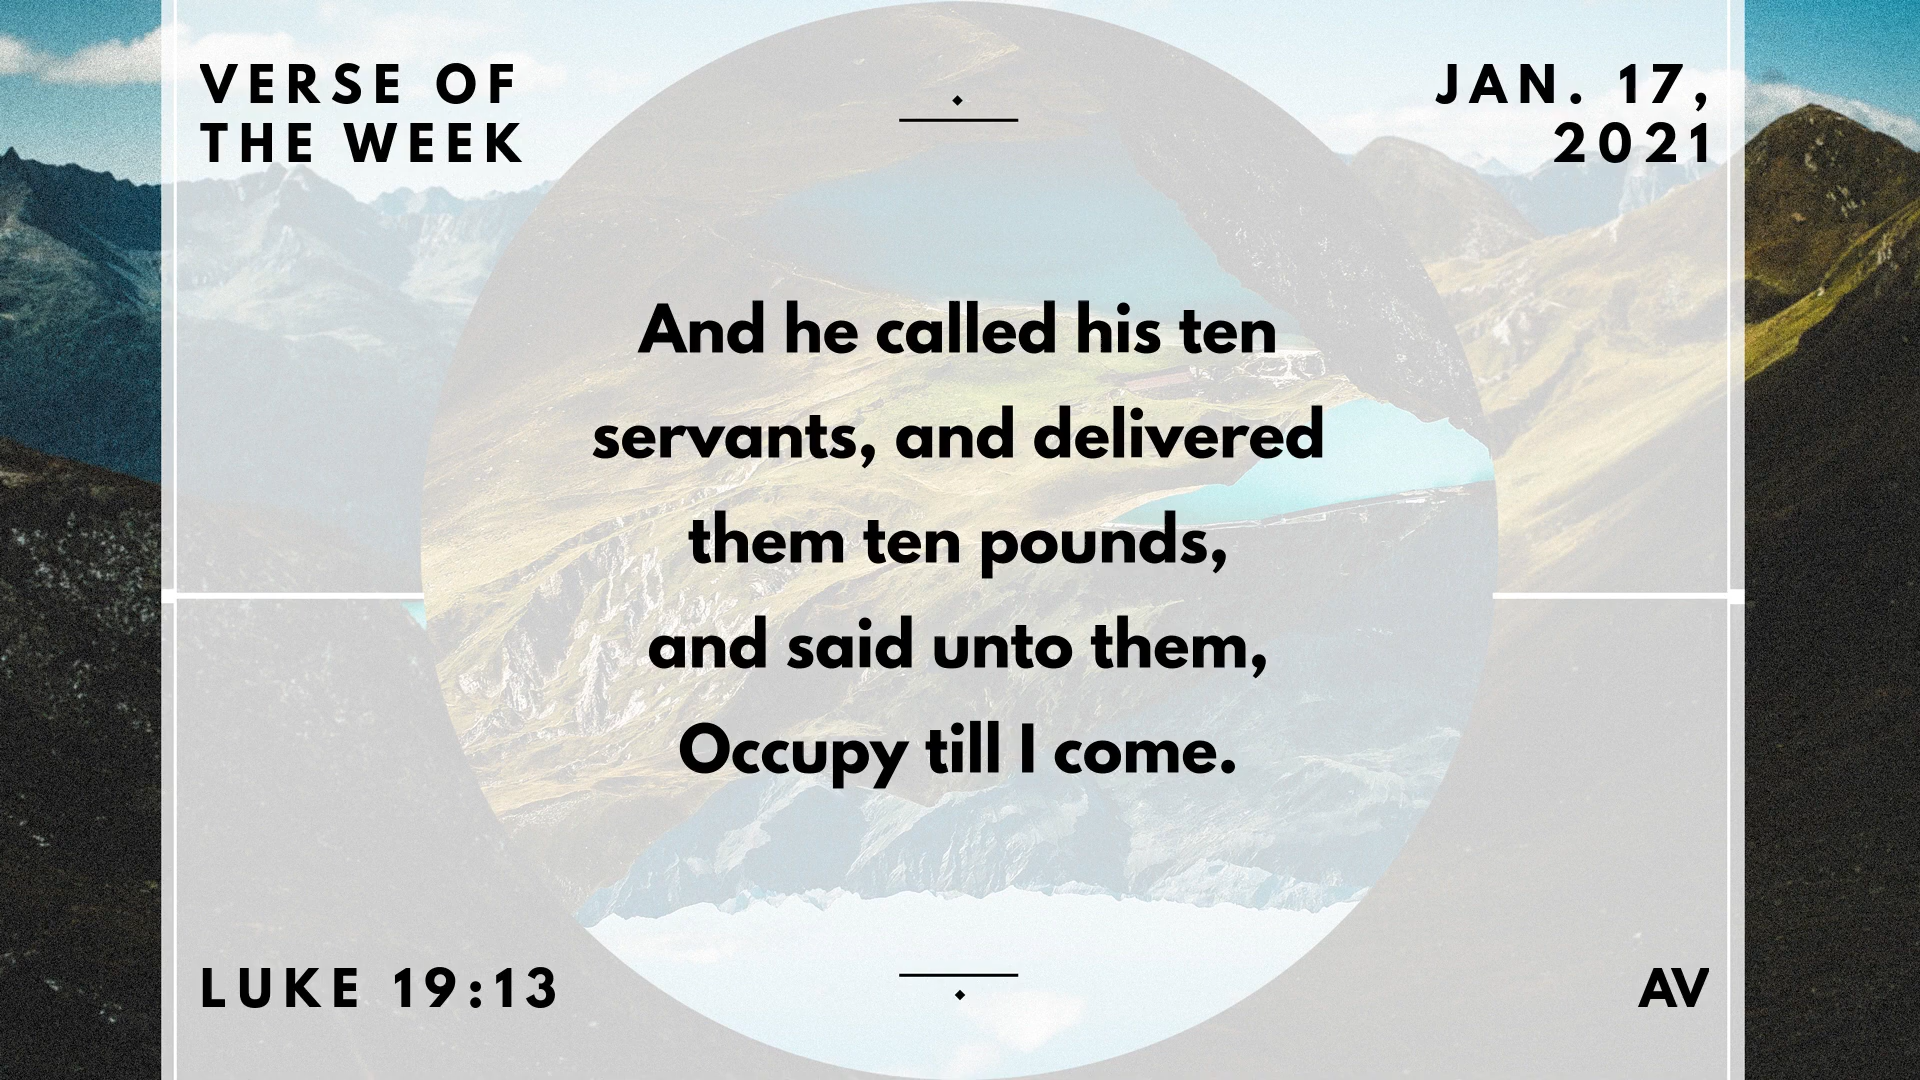 VERSE OF
THE WEEK
JAN. 17,
2021
And he called his ten
servants, and delivered
them ten pounds,
and said unto them,
Occupy till I come.
LUKE 19:13
AV